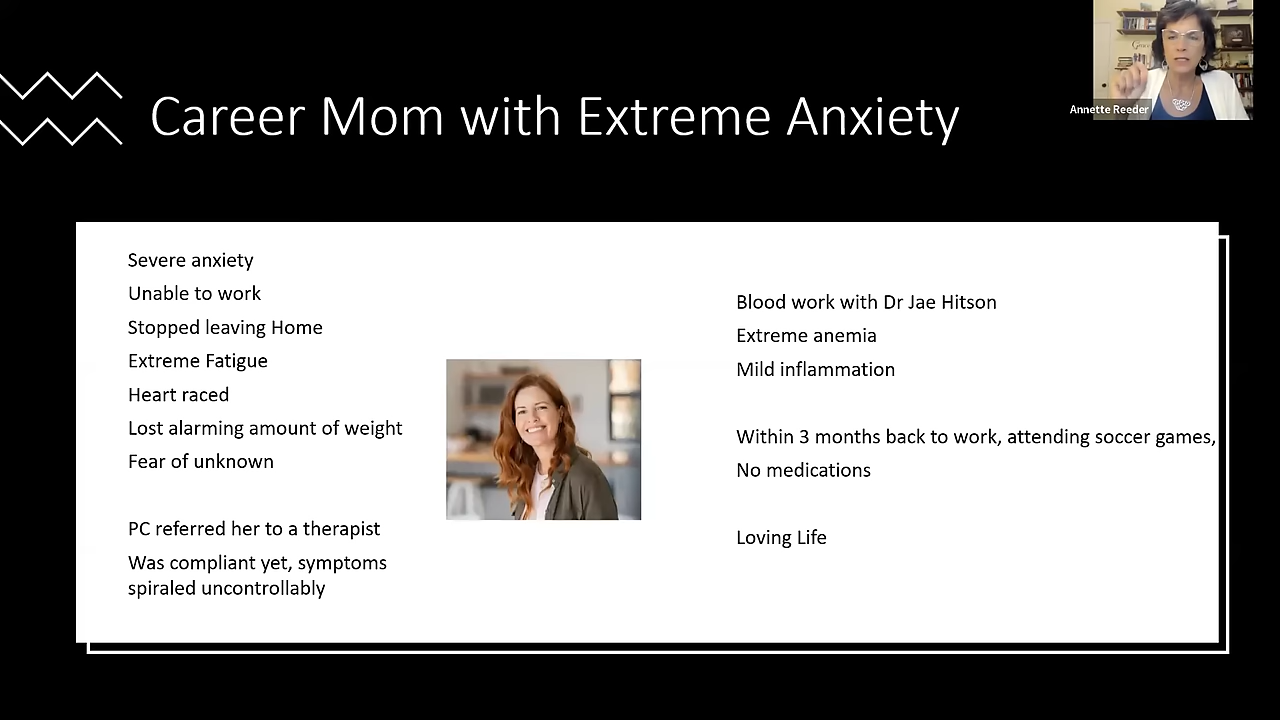 Career Mom with Extreme Anxiety
Annette Reeder
Severe anxiety
Unable to work
Stopped leaving Home
Extreme Fatigue
Heart raced
Lost alarming amount of weight
Fear of unknown
PC referred her to a therapist
Was compliant yet, symptoms
spiraled uncontrollably
Blood work with Dr Jae Hitson
Extreme anemia
Mild inflammation
Within 3 months back to work, attending soccer games,
No medications
Loving Life